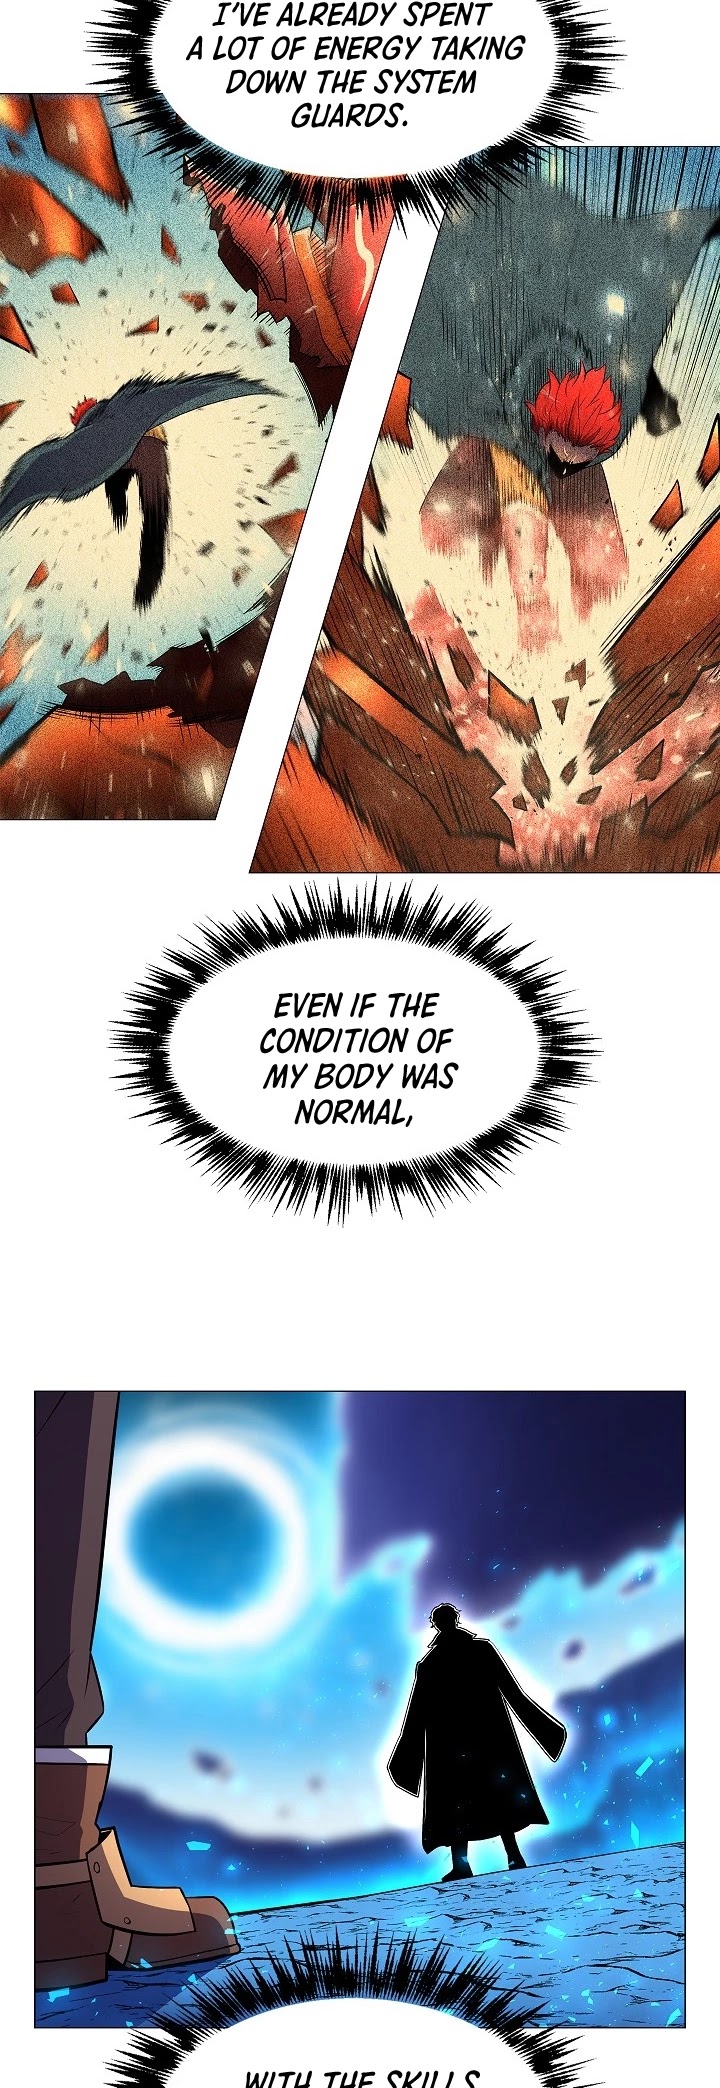 I'VE ALREADY SPENT
A LOT OF ENERGY TAKING
DOWN THE SYSTEM
GUARDS.
EVEN IF THE
CONDITION OF
MY BODY WAS
NORMAL,
WITH THE SKILLS